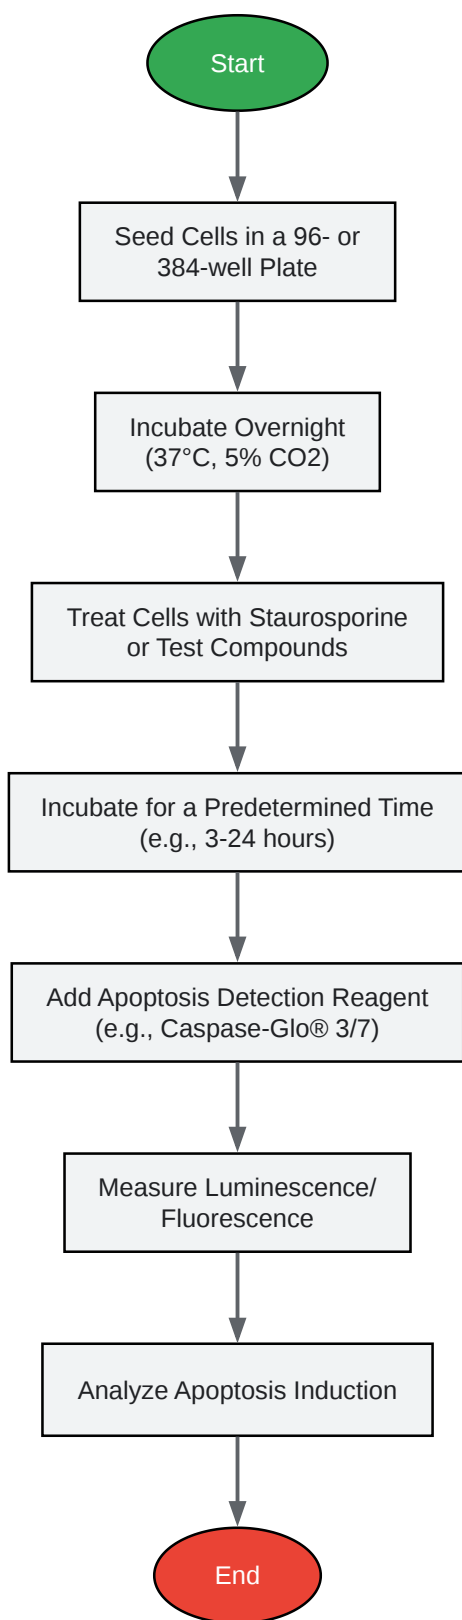 Start
Seed Cells in a 96- or
384-well Plate
Incubate Overnight
(37°C, 5% CO2)
Treat Cells with Staurosporine
or Test Compounds
Incubate for a Predetermined Time
(e.g., 3-24 hours)
Add Apoptosis Detection Reagent
(e.g., Caspase-Glo® 3/7)
Measure Luminescence/
Fluorescence
Analyze Apoptosis Induction
End